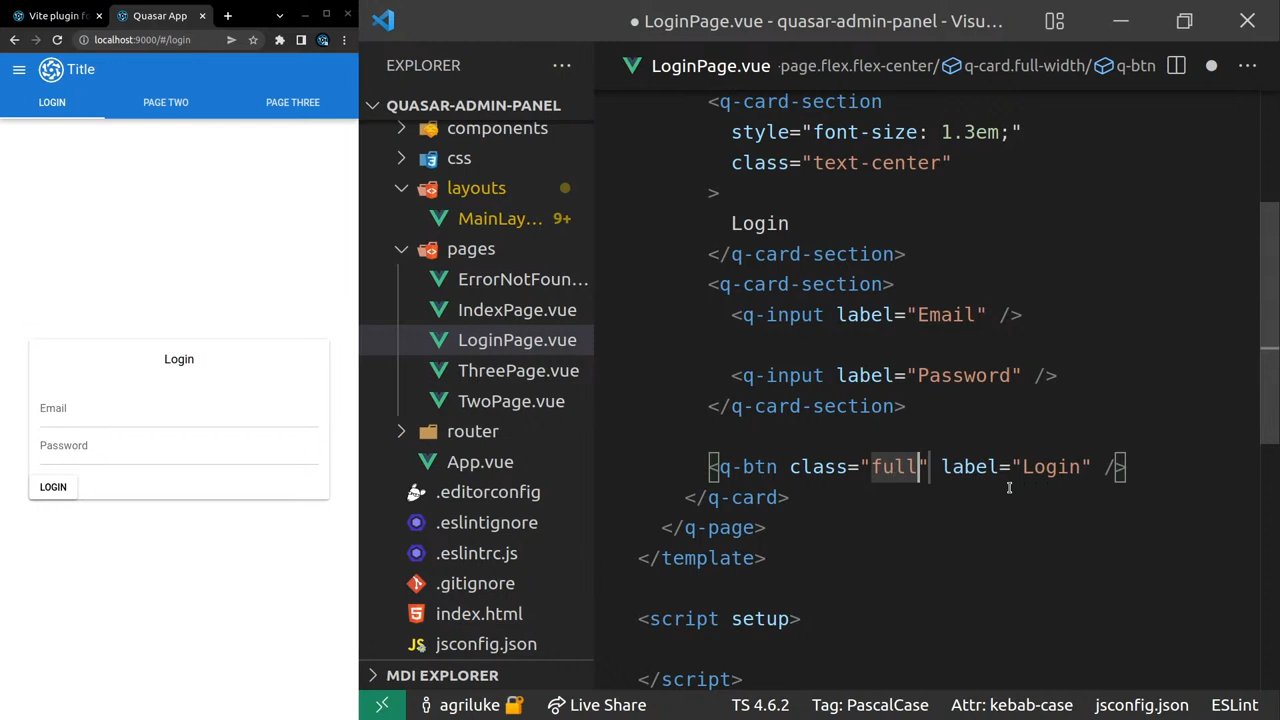 Vite plugin fo
Quasar App
localhost:9000/#/login
Title
LOGIN
PAGE TWO
PAGE THREE
Login
Email
Password
LOGIN
LoginPage.vue - quasar-admin-panel - Visu...
EXPLORER
QUASAR-ADMIN-PANEL
components
css
layouts
MainLay... 9+
pages
ErrorNotFoun...
IndexPage.vue
LoginPage.vue
ThreePage.vue
TwoPage.vue
router
App.vue
.editorconfig
.eslintignore
.eslintrc.js
.gitignore
index.html
jsconfig.json
MDI EXPLORER
LoginPage.vue
-page.flex.flex-center/ q-card.full-width/ q-btn
<q-card-section
style="font-size: 1.3em;"
class="text-center"
>
Login
</q-card-section>
<q-card-section>
<q-input label="Email" />
<q-input label="Password" />
</q-card-section>
<q-btn class="full" label="Login" />
</q-card>
</q-page>
</template>
<script setup>
</script>
agriluke
Live Share
TS 4.6.2
Tag: PascalCase
Attr: kebab-case
jsconfig.json
ESLint